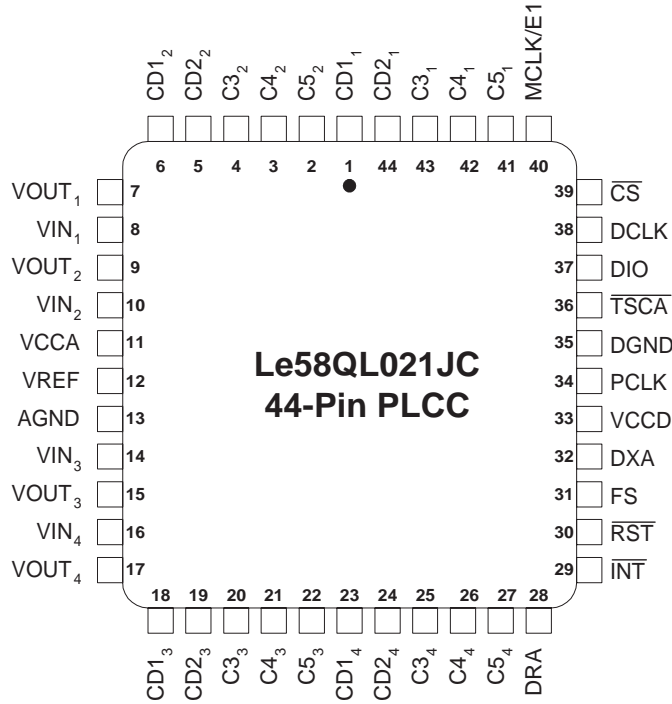 CD1₂ CD2₂ C3₂ C4₂ C5₂ CD1₁ CD2₁ C3₁ C4₁ C5₁ MCLK/E1
6 5 4 3 2 1 44 43 42 41 40
VOUT₁ 7 39 C̅S̅
VIN₁ 8 38 DCLK
VOUT₂ 9 37 DIO
VIN₂ 10 36 T̅S̅C̅A̅
VCCA 11 35 DGND
VREF 12 34 PCLK
AGND 13 33 VCCD
VIN₃ 14 32 DXA
VOUT₃ 15 31 FS
VIN₄ 16 30 R̅S̅T̅
VOUT₄ 17 29 I̅N̅T̅
Le58QL021JC
44-Pin PLCC
18 19 20 21 22 23 24 25 26 27 28
CD1₃ CD2₃ C3₃ C4₃ C5₃ CD1₄ CD2₄ C3₄ C4₄ C5₄ DRA